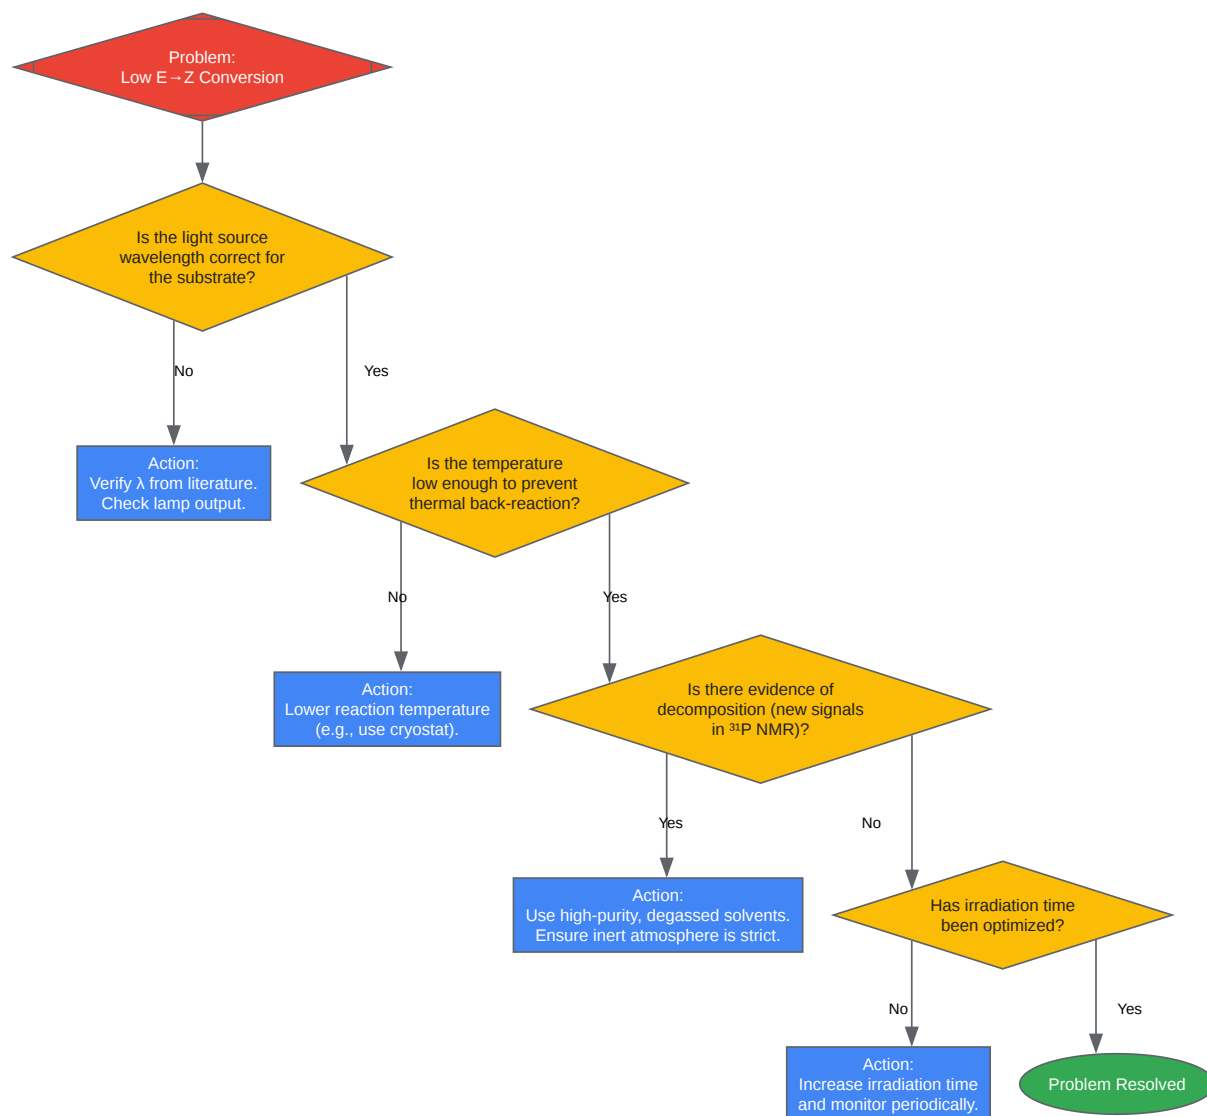 Problem:
Low E→Z Conversion
Is the light source
wavelength correct for
the substrate?
No
Yes
Action:
Verify λ from literature.
Check lamp output.
Is the temperature
low enough to prevent
thermal back-reaction?
No
Yes
Action:
Lower reaction temperature
(e.g., use cryostat).
Is there evidence of
decomposition (new signals
in ³¹P NMR)?
Yes
No
Action:
Use high-purity, degassed solvents.
Ensure inert atmosphere is strict.
Has irradiation time
been optimized?
No
Yes
Action:
Increase irradiation time
and monitor periodically.
Problem Resolved